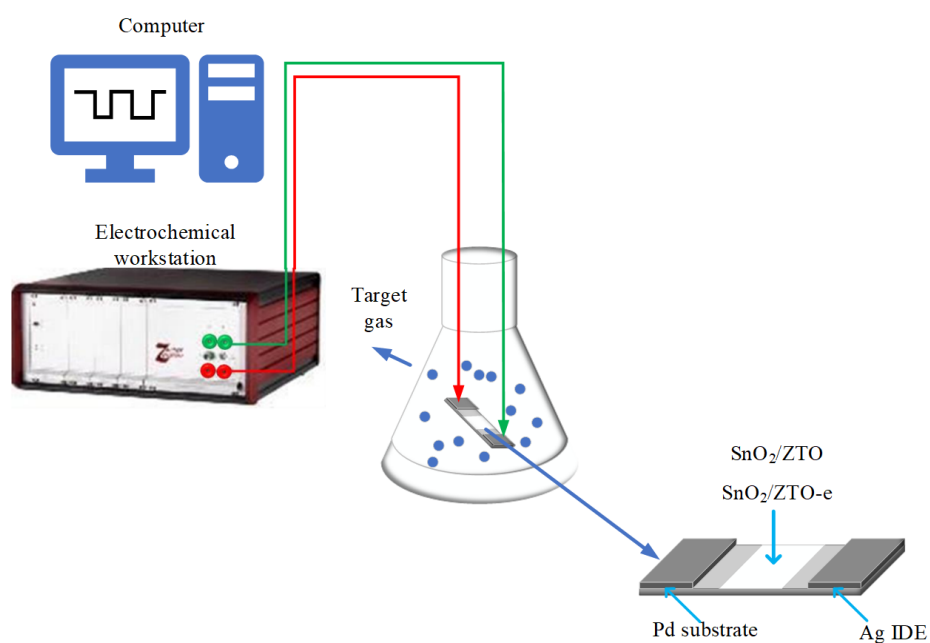 Computer
Electrochemical
workstation
Target
gas
SnO₂/ZTO
SnO₂/ZTO-e
Pd substrate
Ag IDE